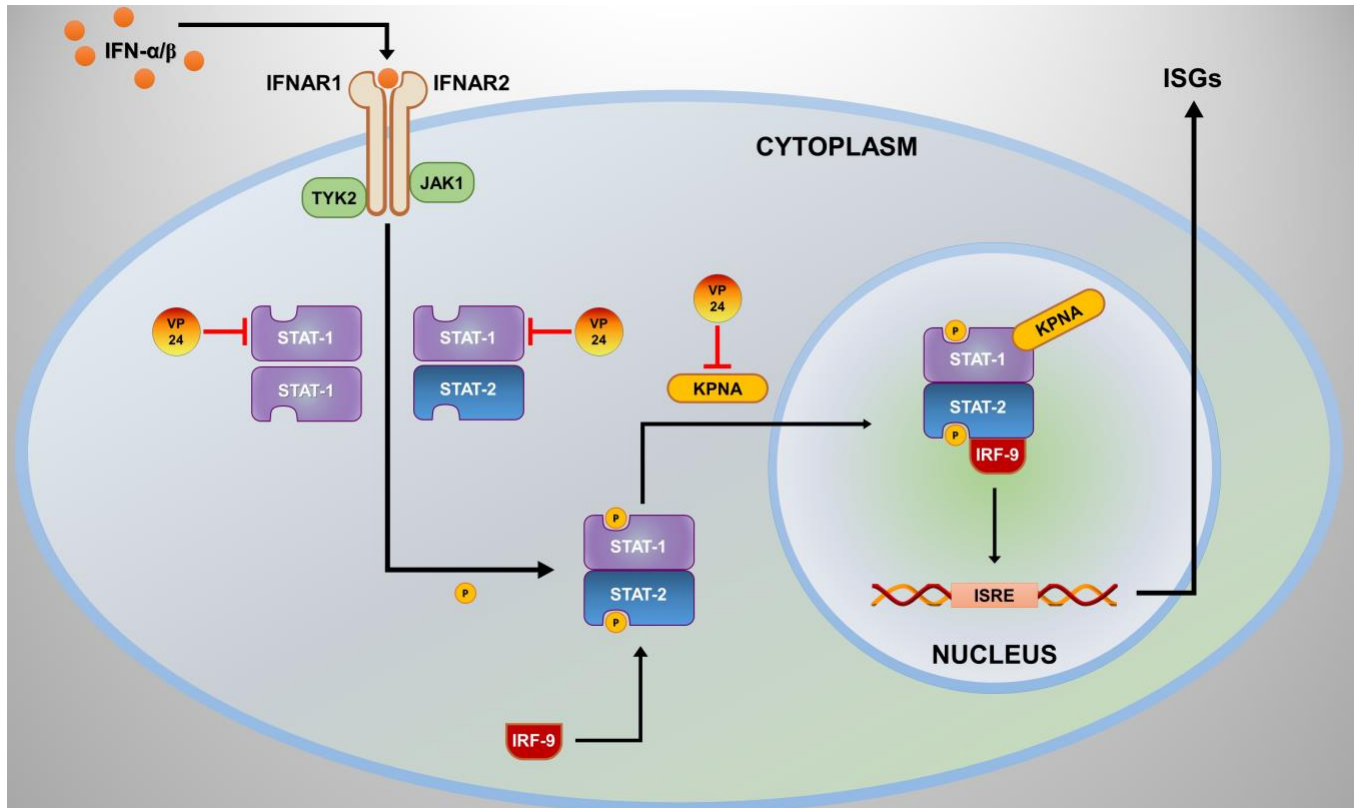 IFN-α/β
IFNAR1
IFNAR2
ISGs
CYTOPLASM
TYK2
JAK1
VP
24
STAT-1
STAT-1
STAT-1
STAT-2
VP
24
VP
24
KPNA
P
STAT-1
KPNA
STAT-2
P
IRF-9
P
STAT-1
STAT-2
P
P
ISRE
NUCLEUS
IRF-9